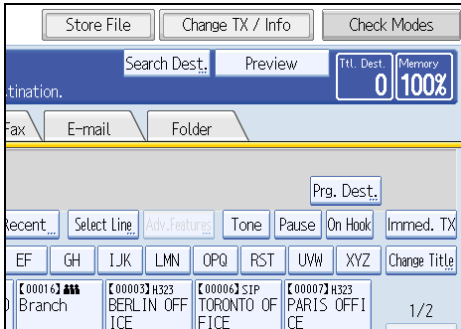 Store File Change TX / Info Check Modes
Search Dest. Preview Ttl. Dest. Memory
tination. 0 100%
Fax E-mail Folder
Prg. Dest.
Recent Select Line Adv.Features Tone Pause On Hook Immed. TX
EF GH IJK LMN OPQ RST UVW XYZ Change Title
[00016] [00003] H323 [00006] SIP [00007] H323
Branch BERLIN OFF TORONTO OF PARIS OFFI 1/2
ICE FICE CE